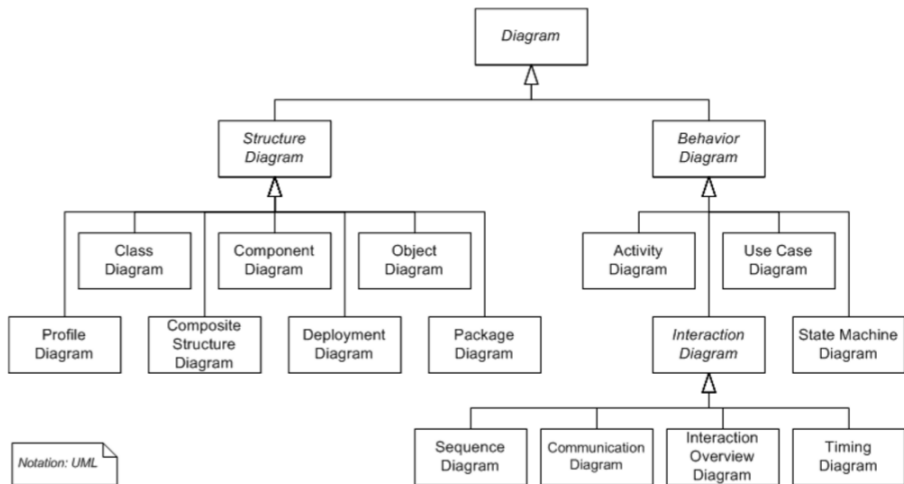 Diagram
Structure
Diagram
Behavior
Diagram
Class
Diagram
Component
Diagram
Object
Diagram
Activity
Diagram
Use Case
Diagram
Profile
Diagram
Composite
Structure
Diagram
Deployment
Diagram
Package
Diagram
Interaction
Diagram
State Machine
Diagram
Sequence
Diagram
Communication
Diagram
Interaction
Overview
Diagram
Timing
Diagram
Notation: UML